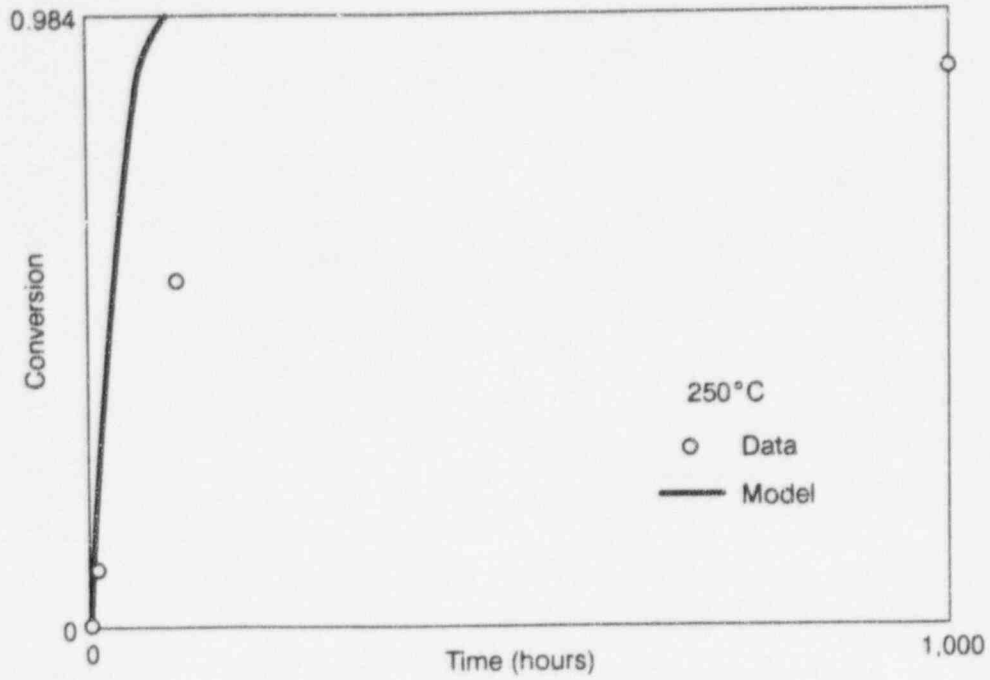 0.984
Conversion
250°C
Data
Model
0
0
Time (hours)
1,000